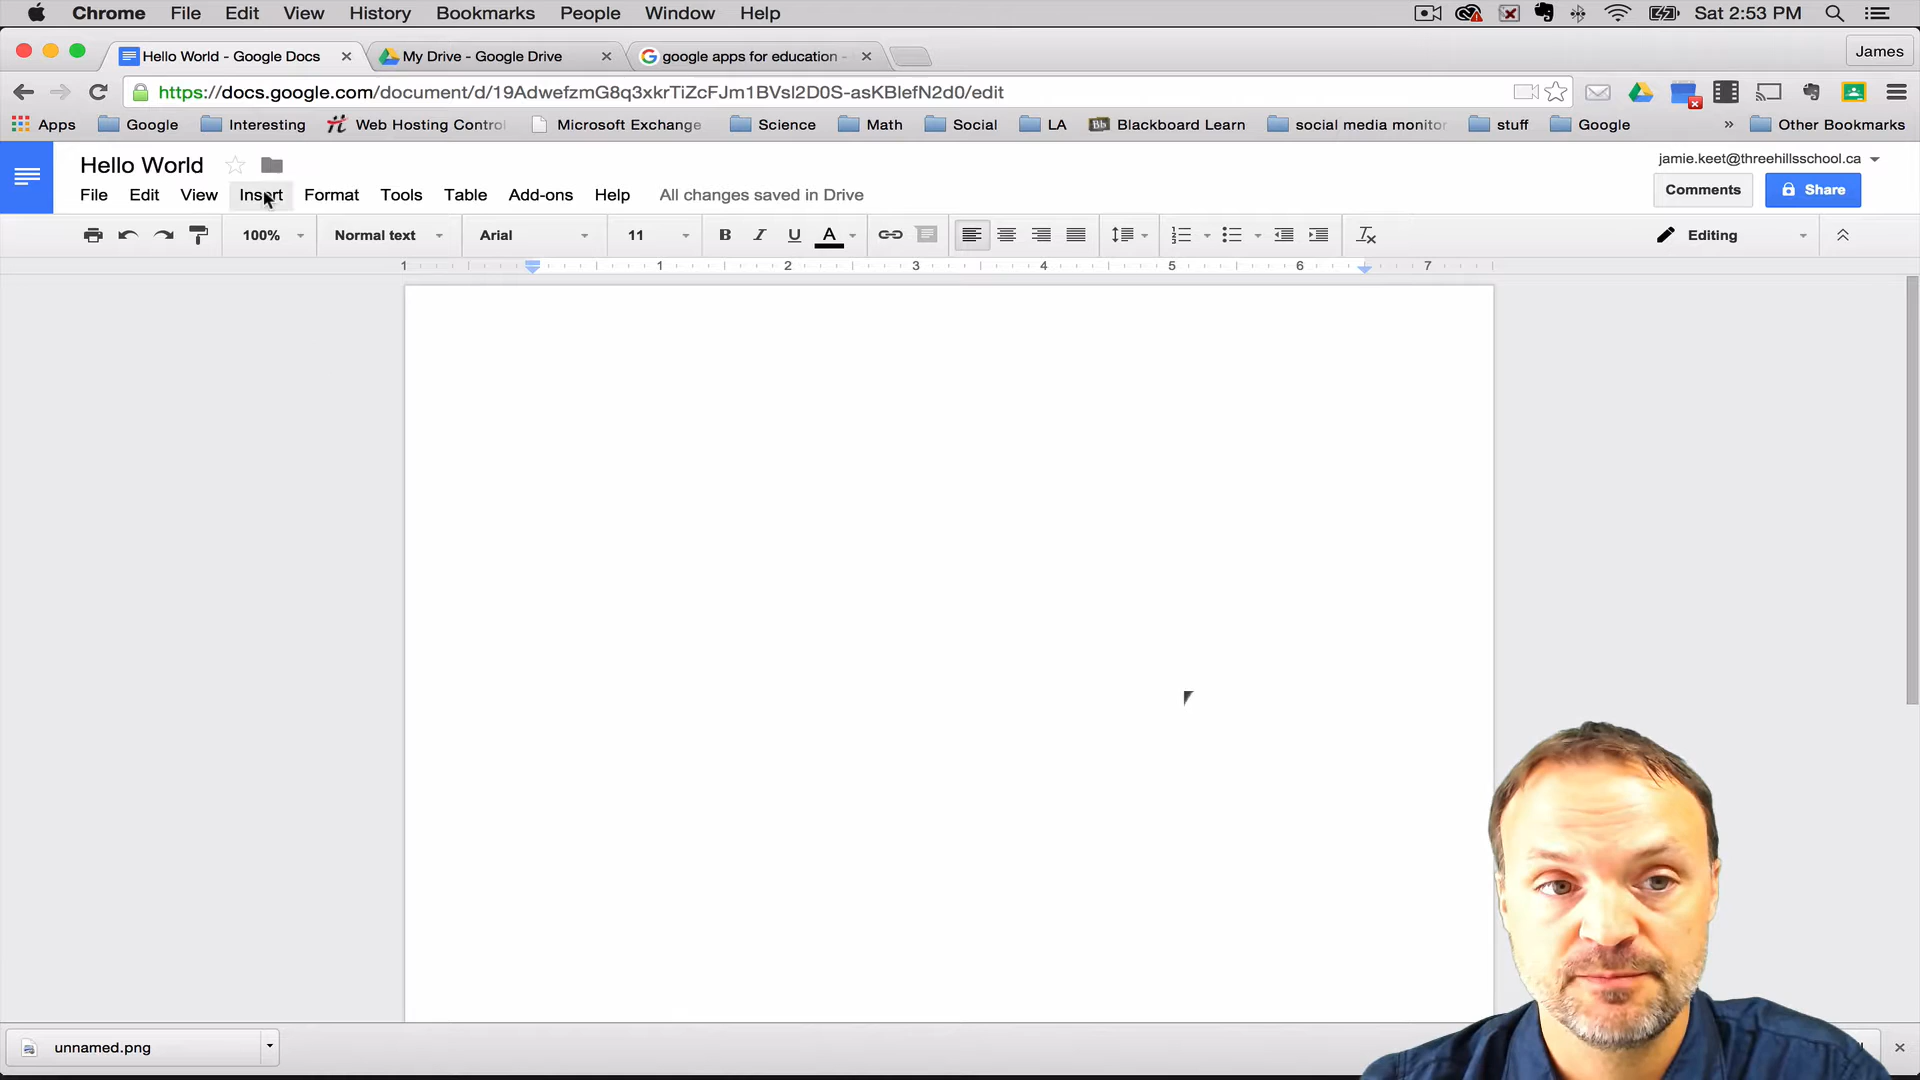 Chrome File Edit View History Bookmarks People Window Help Sat 2:53 PM
Hello World - Google Docs My Drive - Google Drive google apps for education - James
https://docs.google.com/document/d/19AdwefzmG8q3xkrTiZcFJm1BVsl2D0S-asKBlefN2d0/edit
Apps Google Interesting Web Hosting Contro Microsoft Exchange Science Math Social LA Bb Blackboard Learn social media monitor stuff Google » Other Bookmarks
Hello World jamie.keet@threehillsschool.ca
File Edit View Insert Format Tools Table Add-ons Help All changes saved in Drive Comments Share
100% Normal text Arial 11 B I U A Editing
1 1 2 3 4 5 6 7
unnamed.png